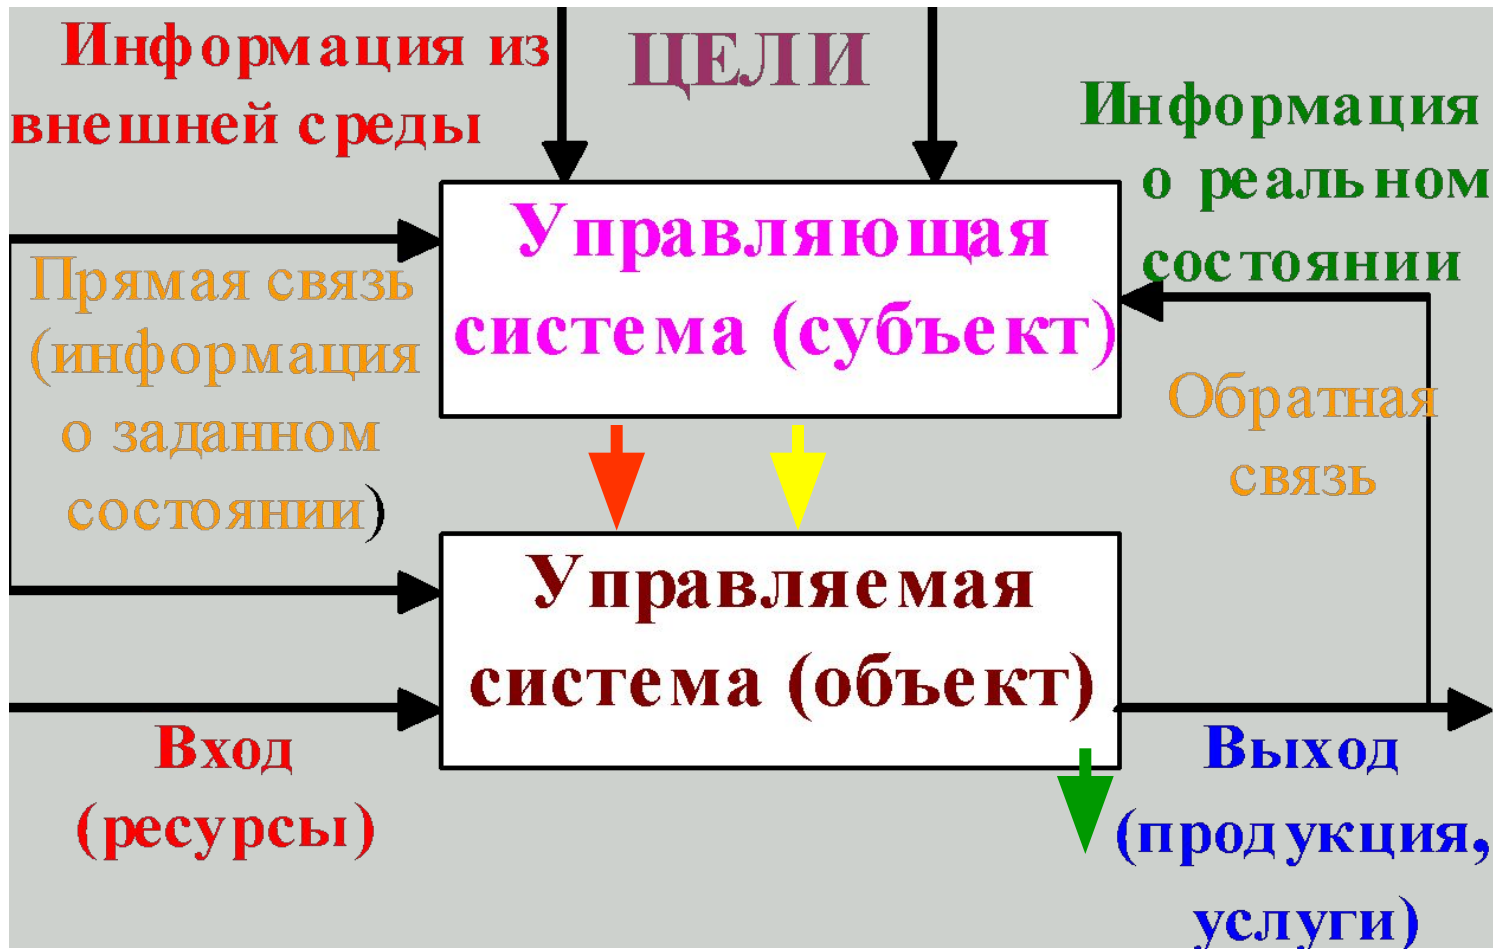 Информация из
внешней среды
ЦЕЛИ
Информация
о реальном
состоянии
Управляющая
система (субъект)
Прямая связь
(информация
о заданном
состоянии)
Обратная
связь
Управляемая
система (объект)
Вход
(ресурсы)
Выход
(продукция,
услуги)